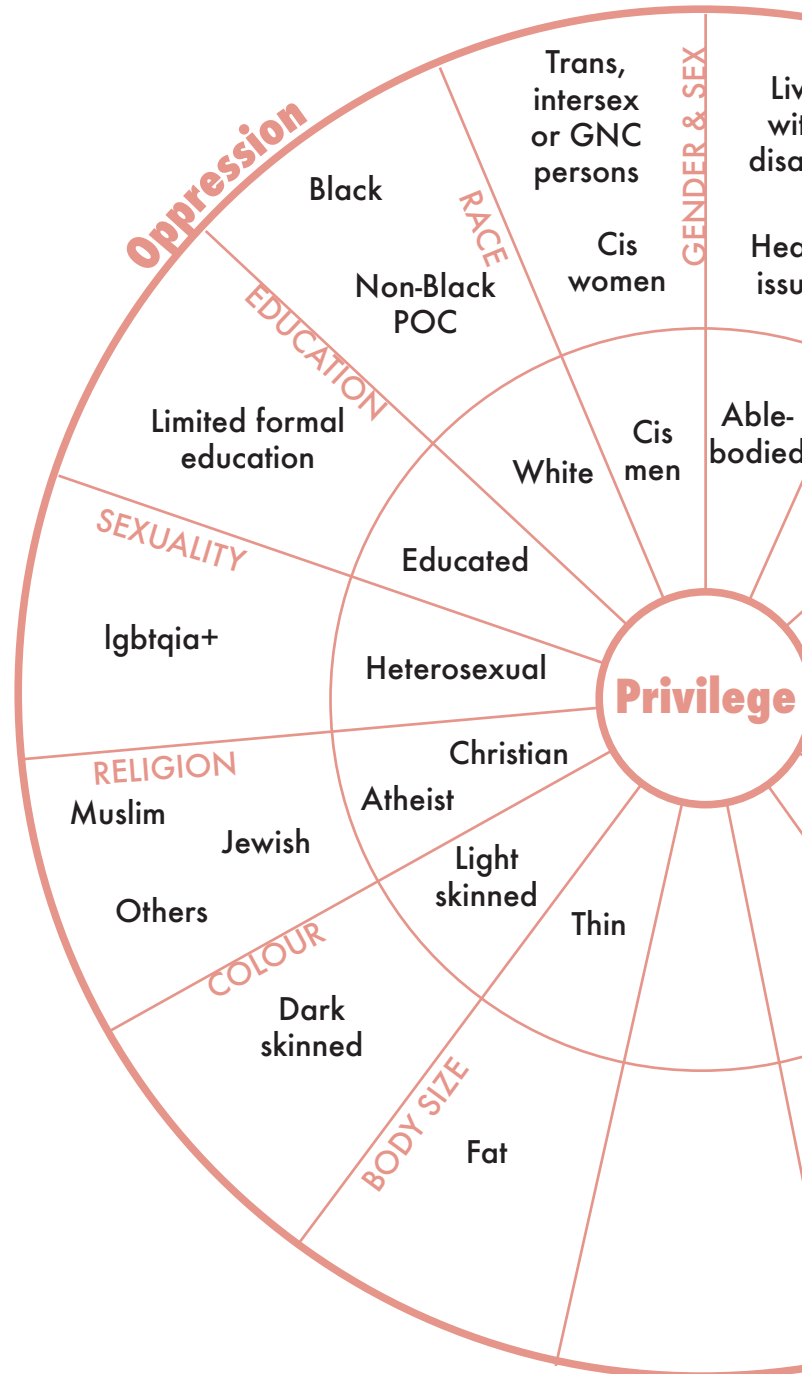 Oppression
Trans,
intersex
or GNC
persons
Cis
women
Cis
men
GENDER & SEX
Black
Non-Black
POC
White
RACE
Limited formal
education
Educated
EDUCATION
lgbtqia+
Heterosexual
SEXUALITY
RELIGION
Muslim
Jewish
Others
Christian
Atheist
COLOUR
Dark
skinned
Light
skinned
BODY SIZE
Fat
Thin
Able-
bodied
Privilege